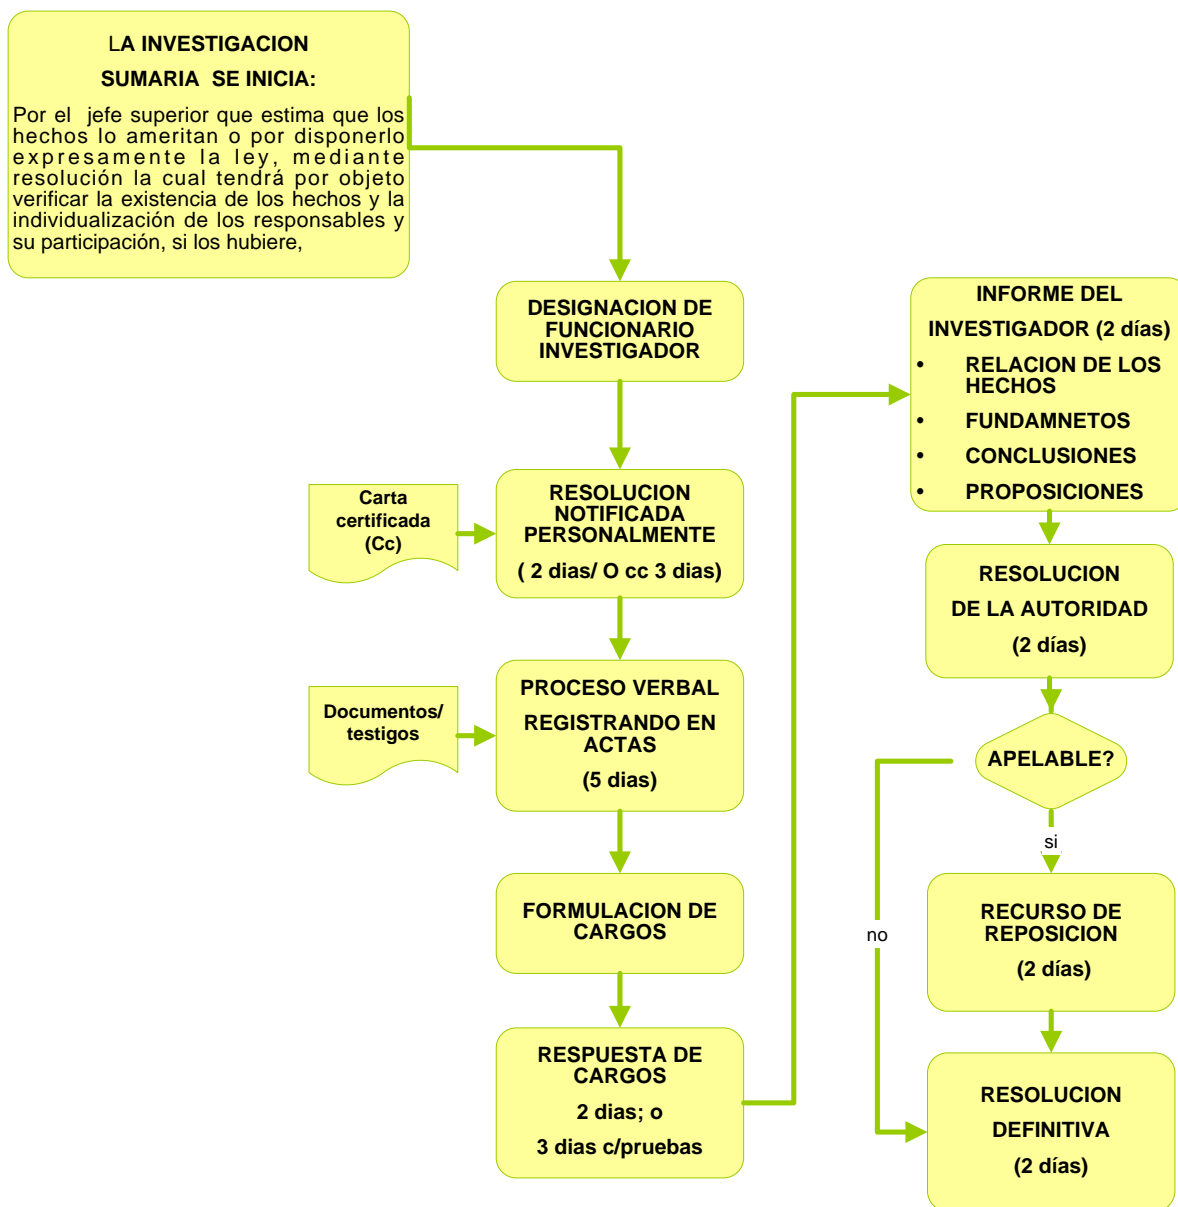 LA INVESTIGACION
SUMARIA SE INICIA:
Por el jefe superior que estima que los
hechos lo ameritan o por disponerlo
expresamente la ley, mediante
resolución la cual tendrá por objeto
verificar la existencia de los hechos y la
individualización de los responsables y
su participación, si los hubiere,
DESIGNACION DE
FUNCIONARIO
INVESTIGADOR
Carta
certificada
(Cc)
RESOLUCION
NOTIFICADA
PERSONALMENTE
( 2 dias/ O cc 3 dias)
Documentos/
testigos
PROCESO VERBAL
REGISTRANDO EN
ACTAS
(5 dias)
FORMULACION DE
CARGOS
RESPUESTA DE
CARGOS
2 dias; o
3 dias c/pruebas
INFORME DEL
INVESTIGADOR (2 días)
• RELACION DE LOS
HECHOS
• FUNDAMNETOS
• CONCLUSIONES
• PROPOSICIONES
RESOLUCION
DE LA AUTORIDAD
(2 días)
APELABLE?
si
no
RECURSO DE
REPOSICION
(2 días)
RESOLUCION
DEFINITIVA
(2 días)